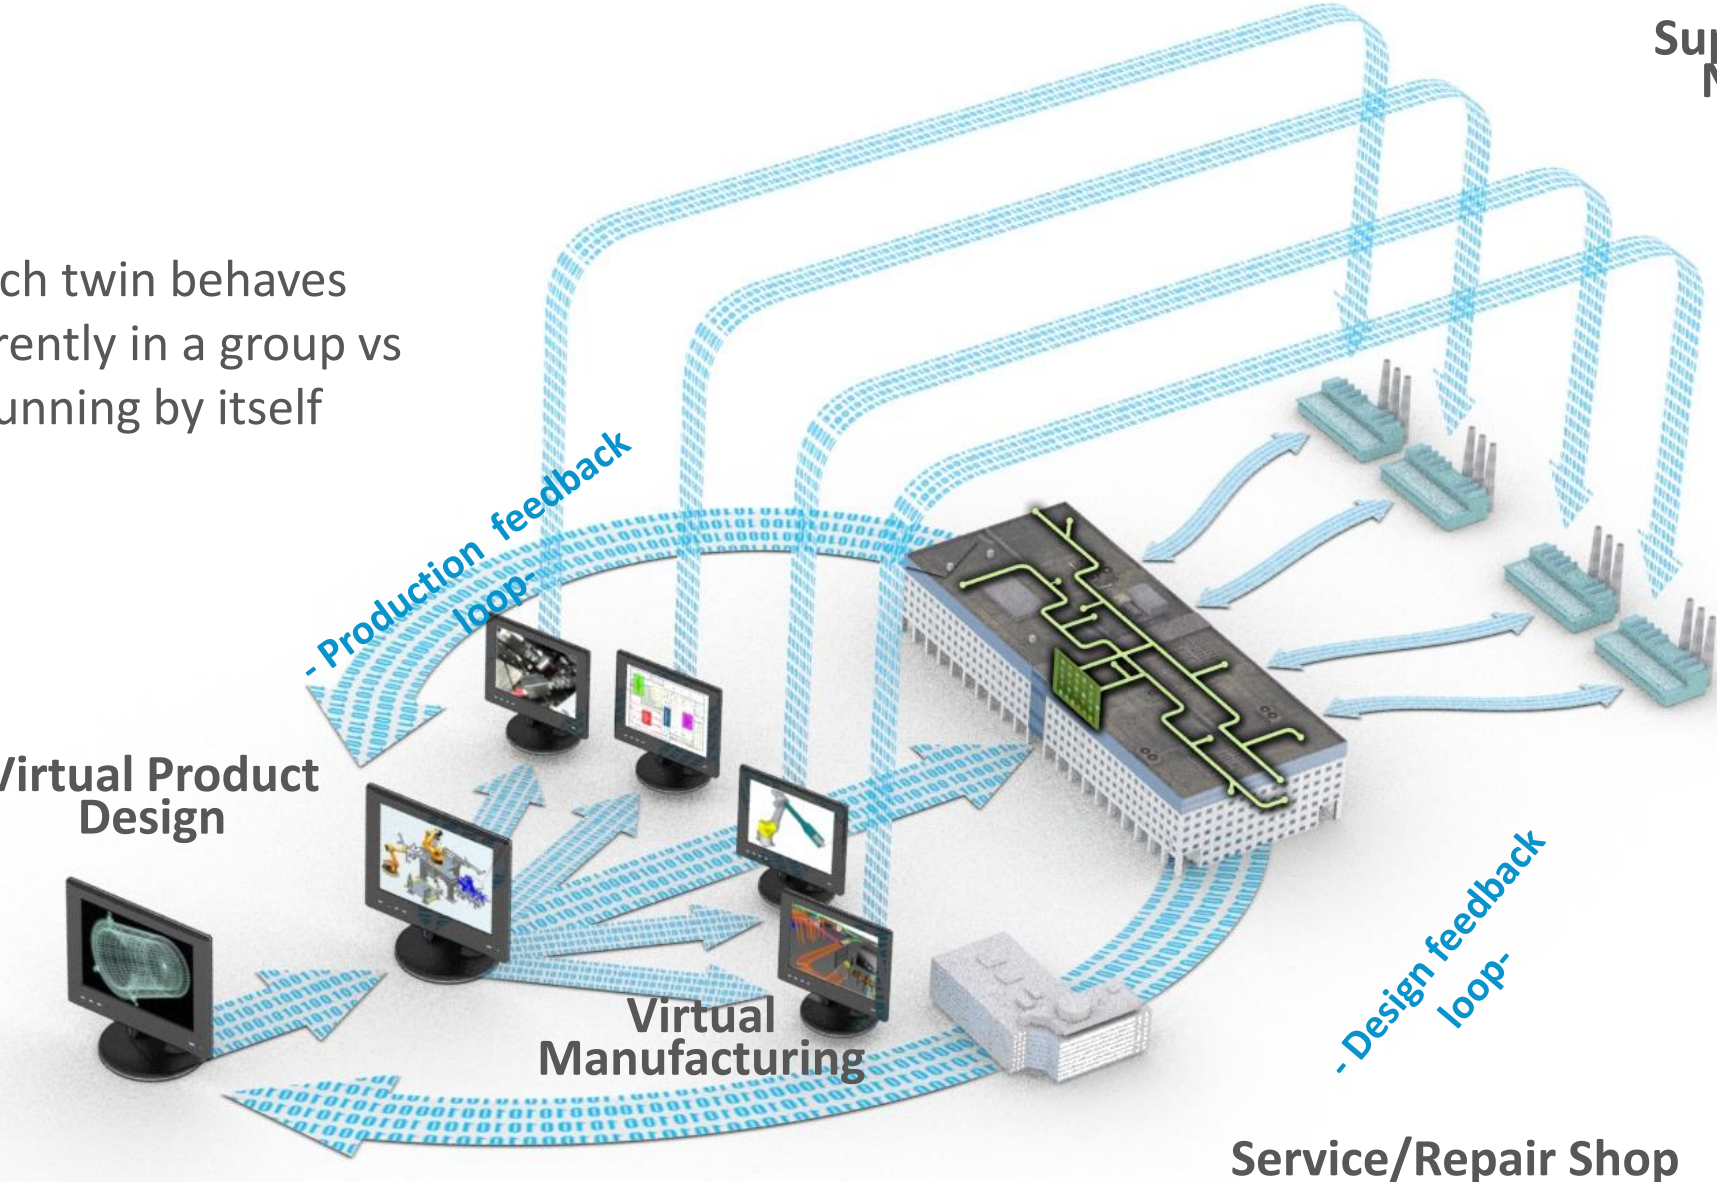 Sup
N
ch twin behaves
rently in a group vs
unning by itself
- Production feedback
loop-
Virtual Product
Design
Virtual
Manufacturing
- Design feedback
loop-
Service/Repair Shop